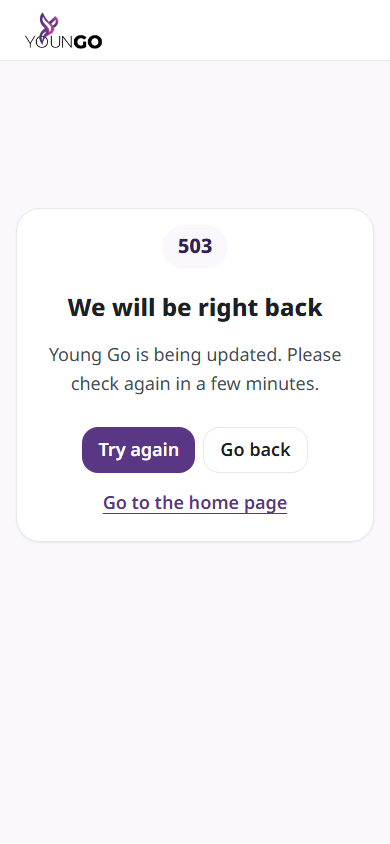 YOUNGO
503
We will be right back
Young Go is being updated. Please
check again in a few minutes.
Try again
Go back
Go to the home page